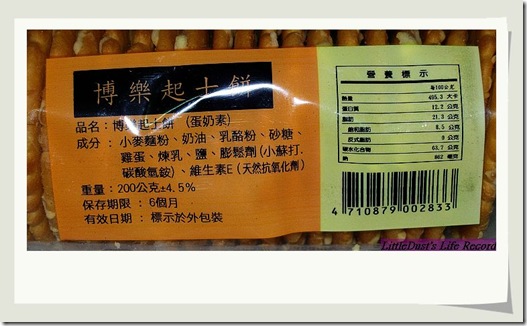 博樂起士餅
品名：博樂起士餅 （蛋奶素）
成分 ： 小麥麵粉、奶油、乳酪粉、砂糖、
雞蛋、煉乳、鹽、膨鬆劑(小蘇打.
碳酸氫銨)、維生素E(天然抗氧化劑)
重量：200公克±4.5%
保存期限 ： 6個月
有效日期 ： 標示於外包裝
營養標示
每100公克
熱量 495.3 大卡
蛋白質 12.2 公克
脂肪 21.3 公克
飽和脂肪 8.5 公克
反式脂肪 0 公克
碳水化合物 63.7 公克
鈉 862 毫克
4 710879 002833
"LittleDust's Life Record